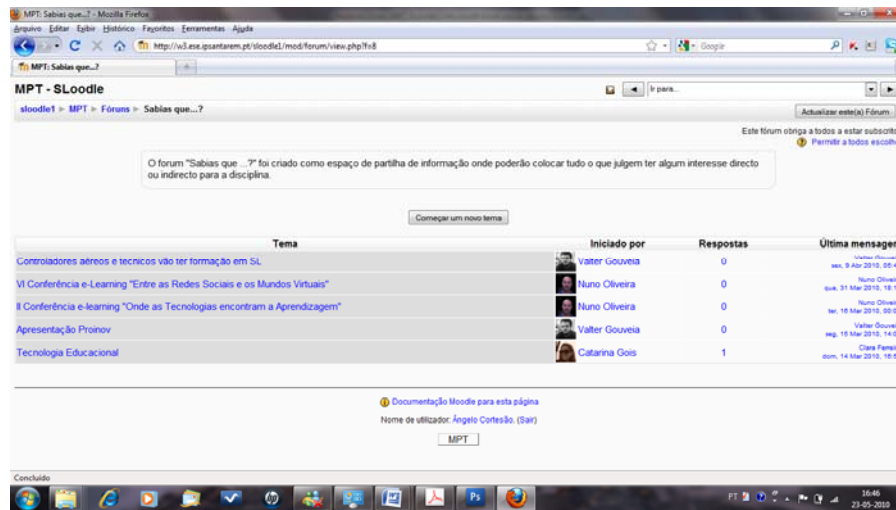 MPT: Sabias que...? - Mozilla Firefox
Arquivo Editar Exibir Histórico Favoritos Ferramentas Ajuda
http://w3.ese.ipsantarem.pt/sloodle1/mod/forum/view.php?f=8
Google
MPT: Sabias que...?
MPT - SLoodle
Ir para...
sloodle1 ► MPT ► Fóruns ► Sabias que...?
Actualizar este(a) Fórum
Este fórum obriga a todos a estar subscrito
Permitir a todos escolh
O forum "Sabias que ...?" foi criado como espaço de partilha de informação onde poderão colocar tudo o que julgem ter algum interesse directo
ou indirecto para a disciplina.
Começar um novo tema
Tema Iniciado por Respostas Última mensagem
Controladores aéreos e tecnicos vão ter formação em SL Valter Gouveia 0 Valter Gouvei
sex, 9 Abr 2010, 05:4
VI Conferência e-Learning "Entre as Redes Sociais e os Mundos Virtuais" Nuno Oliveira 0 Nuno Olivei
qua, 31 Mar 2010, 18:1
II Conferência e-learning "Onde as Tecnologias encontram a Aprendizagem" Nuno Oliveira 0 Nuno Olivei
ter, 16 Mar 2010, 00:0
Apresentação Proinov Valter Gouveia 0 Valter Gouve
seg, 15 Mar 2010, 14:0
Tecnologia Educacional Catarina Gois 1 Clara Ferrei
dom, 14 Mar 2010, 16:5
Documentação Moodle para esta página
Nome de utilizador: Ângelo Cortesão. (Sair)
MPT
Concluído
PT 16:46
23-05-2010